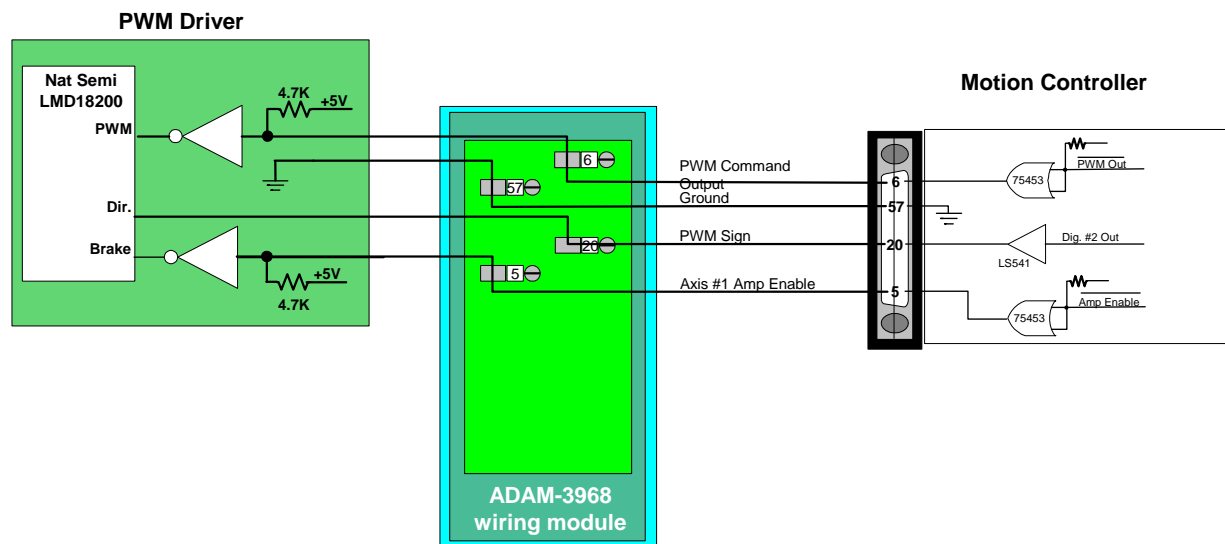 PWM Driver
Nat Semi
LMD18200
4.7K
+5V
PWM
Dir.
Brake
+5V
4.7K
6
57
20
5
ADAM-3968
wiring module
PWM Command
Output
Ground
PWM Sign
Axis #1 Amp Enable
Motion Controller
6
57
20
5
75453
PWM Out
Dig. #2 Out
LS541
75453
Amp Enable